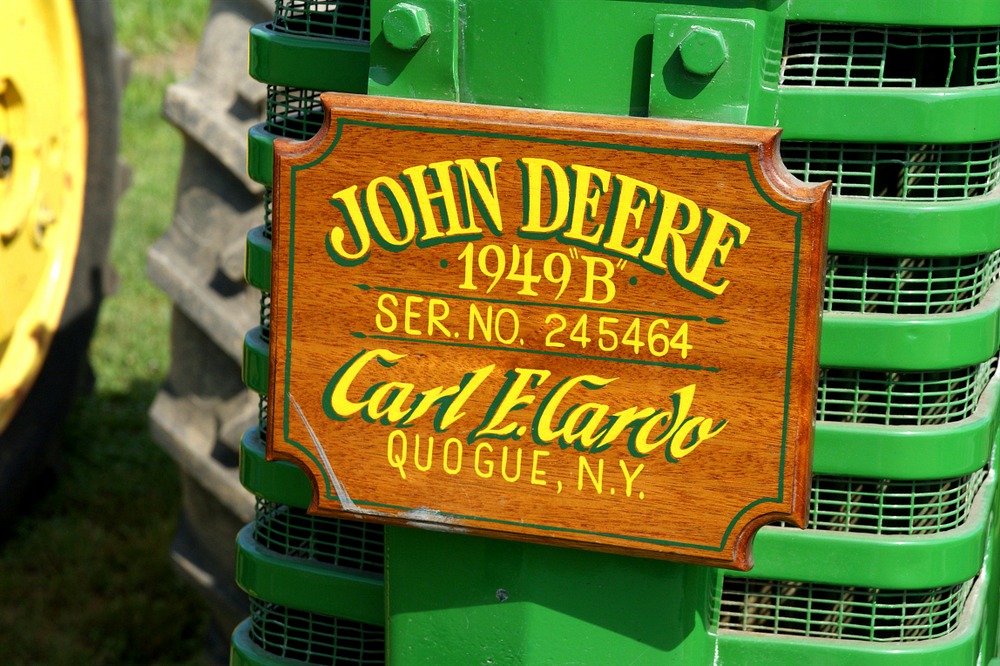 JOHN DEERE
· 1949 "B" ·
SER. NO. 245464
Carl E. Cardo
QUOGUE, N.Y.